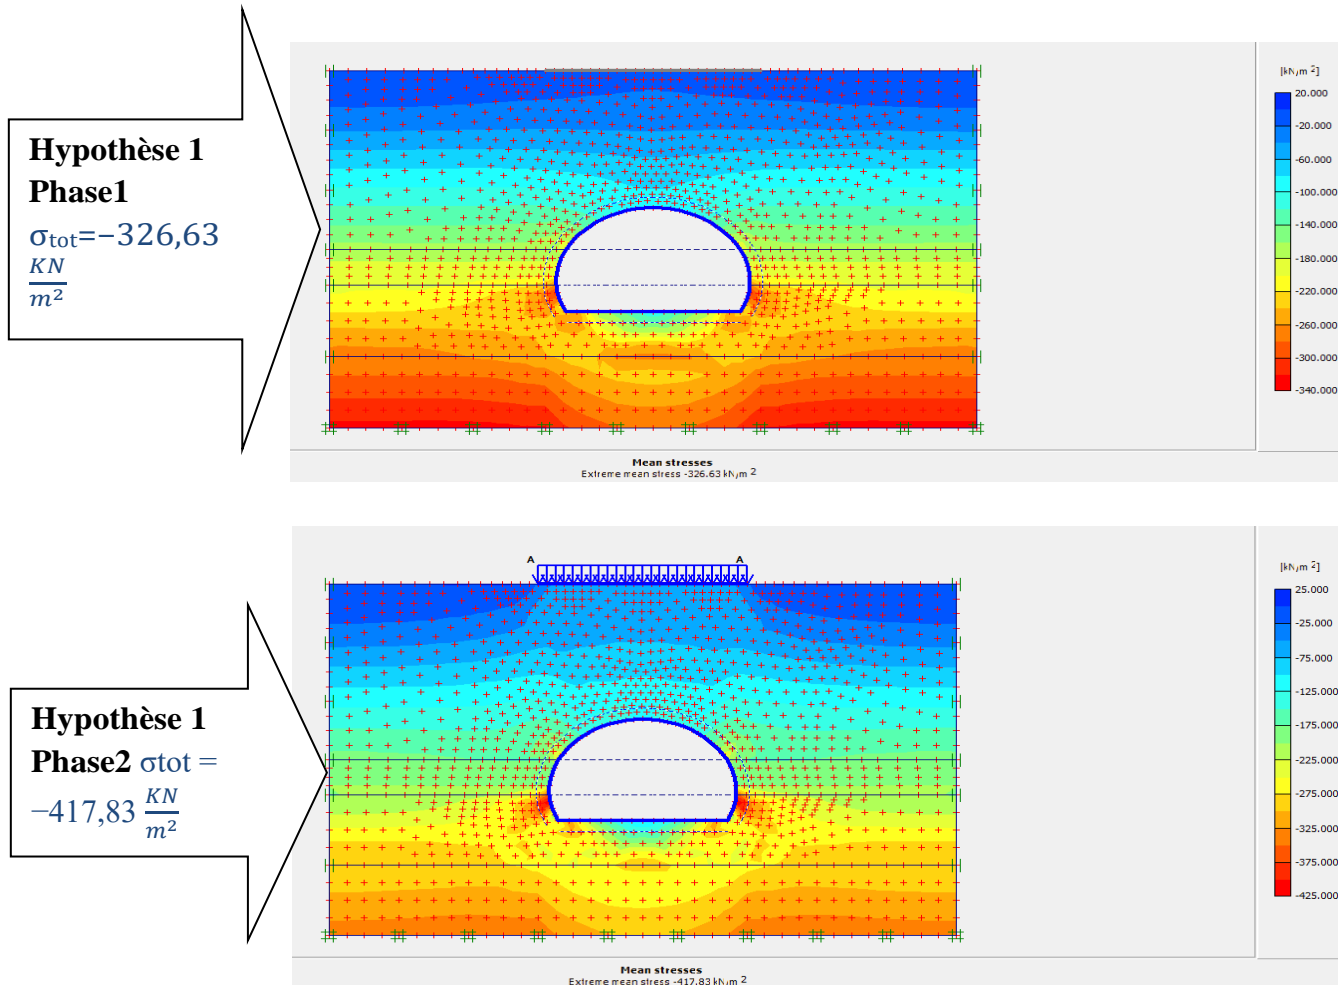 Hypothèse 1
Phase1
σtot=−326,63
KN
m²
[kN/m²]
20.000
-20.000
-60.000
-100.000
-140.000
-180.000
-220.000
-260.000
-300.000
-340.000
Mean stresses
Extreme mean stress -326.63 kN/m²
Hypothèse 1
Phase2 σtot =
−417,83 KN/m²
A A
[kN/m²]
25.000
-25.000
-75.000
-125.000
-175.000
-225.000
-275.000
-325.000
-375.000
-425.000
Mean stresses
Extreme mean stress -417.83 kN/m²